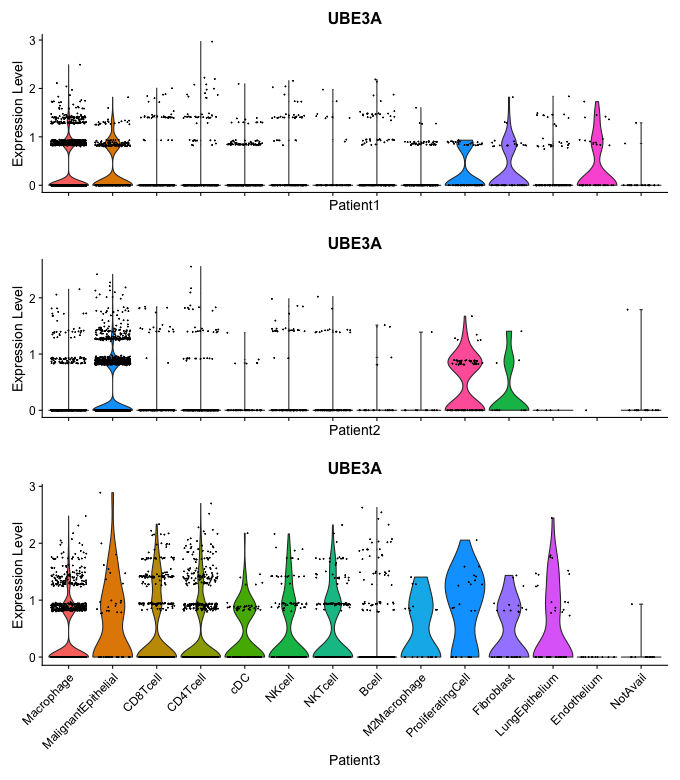 UBE3A
Expression Level
3
2
1
0
Patient1
UBE3A
Expression Level
2
1
0
Patient2
UBE3A
Expression Level
3
2
1
0
Macrophage
MalignantEpithelial
CD8Tcell
CD4Tcell
cDC
NKcell
NKTcell
Bcell
M2Macrophage
ProliferatingCell
Fibroblast
LungEpithelium
Endothelium
NotAvail
Patient3